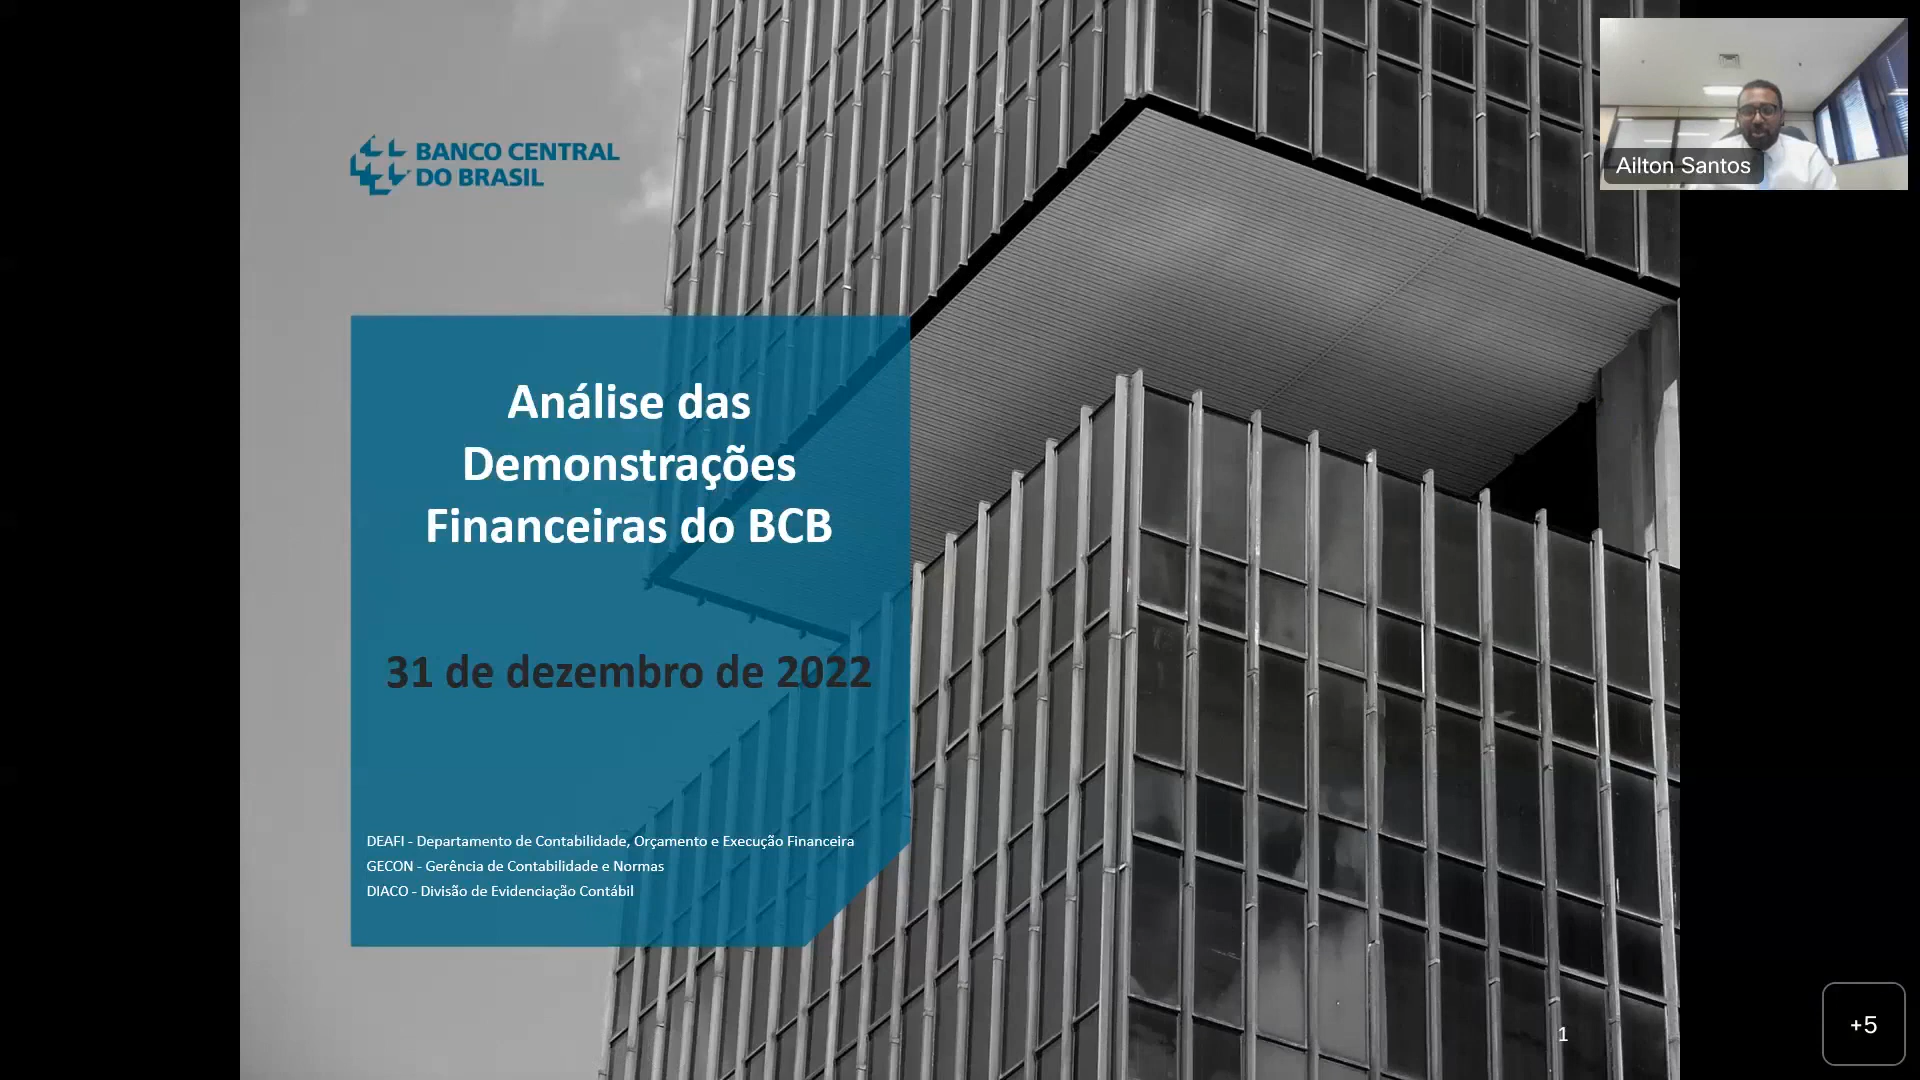 BANCO CENTRAL
DO BRASIL
Ailton Santos
Análise das
Demonstrações
Financeiras do BCB
31 de dezembro de 2022
DEAFI - Departamento de Contabilidade, Orçamento e Execução Financeira
GECON - Gerência de Contabilidade e Normas
DIACO - Divisão de Evidenciação Contábil
1
+5